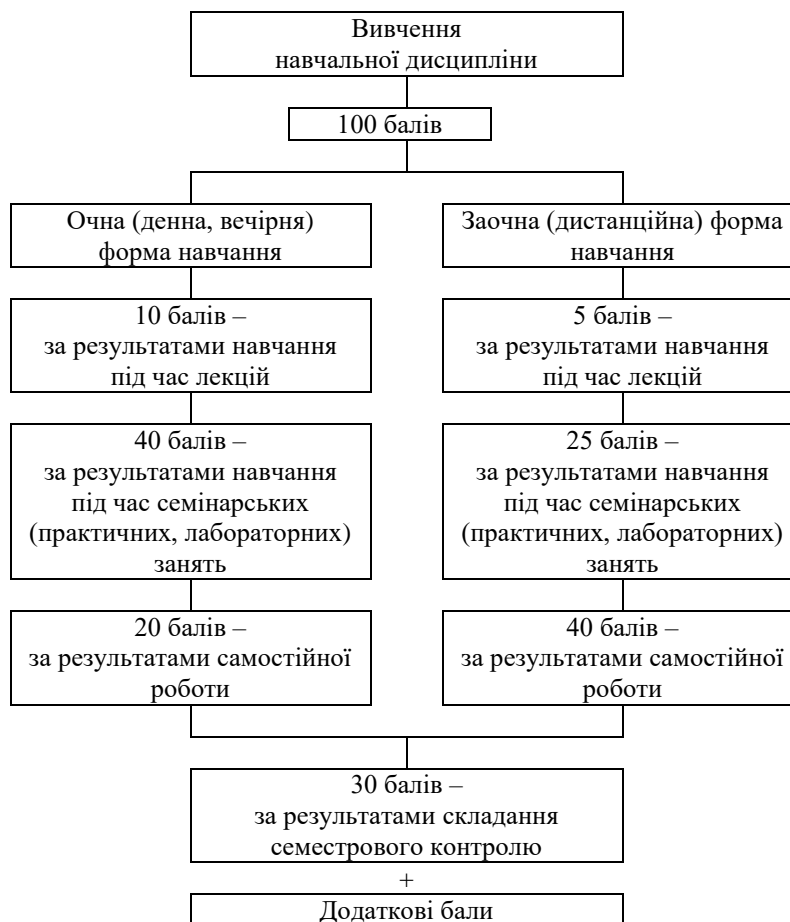 Вивчення
навчальної дисципліни
100 балів
Очна (денна, вечірня)
форма навчання
Заочна (дистанційна) форма
навчання
10 балів –
за результатами навчання
під час лекцій
5 балів –
за результатами навчання
під час лекцій
40 балів –
за результатами навчання
під час семінарських
(практичних, лабораторних)
занять
25 балів –
за результатами навчання
під час семінарських
(практичних, лабораторних)
занять
20 балів –
за результатами самостійної
роботи
40 балів –
за результатами самостійної
роботи
30 балів –
за результатами складання
семестрового контролю
+
Додаткові бали